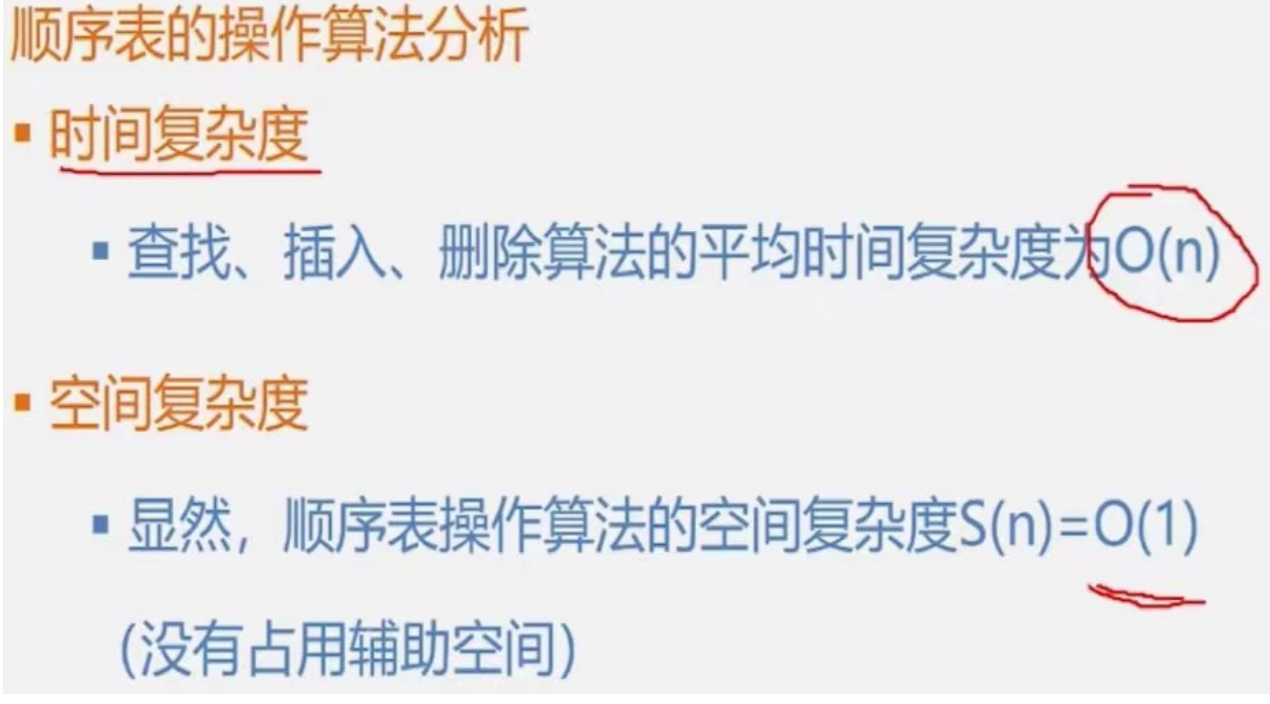 顺序表的操作算法分析
▪ 时间复杂度
▪ 查找、插入、删除算法的平均时间复杂度为O(n)
▪ 空间复杂度
▪ 显然，顺序表操作算法的空间复杂度S(n)=O(1)
（没有占用辅助空间）